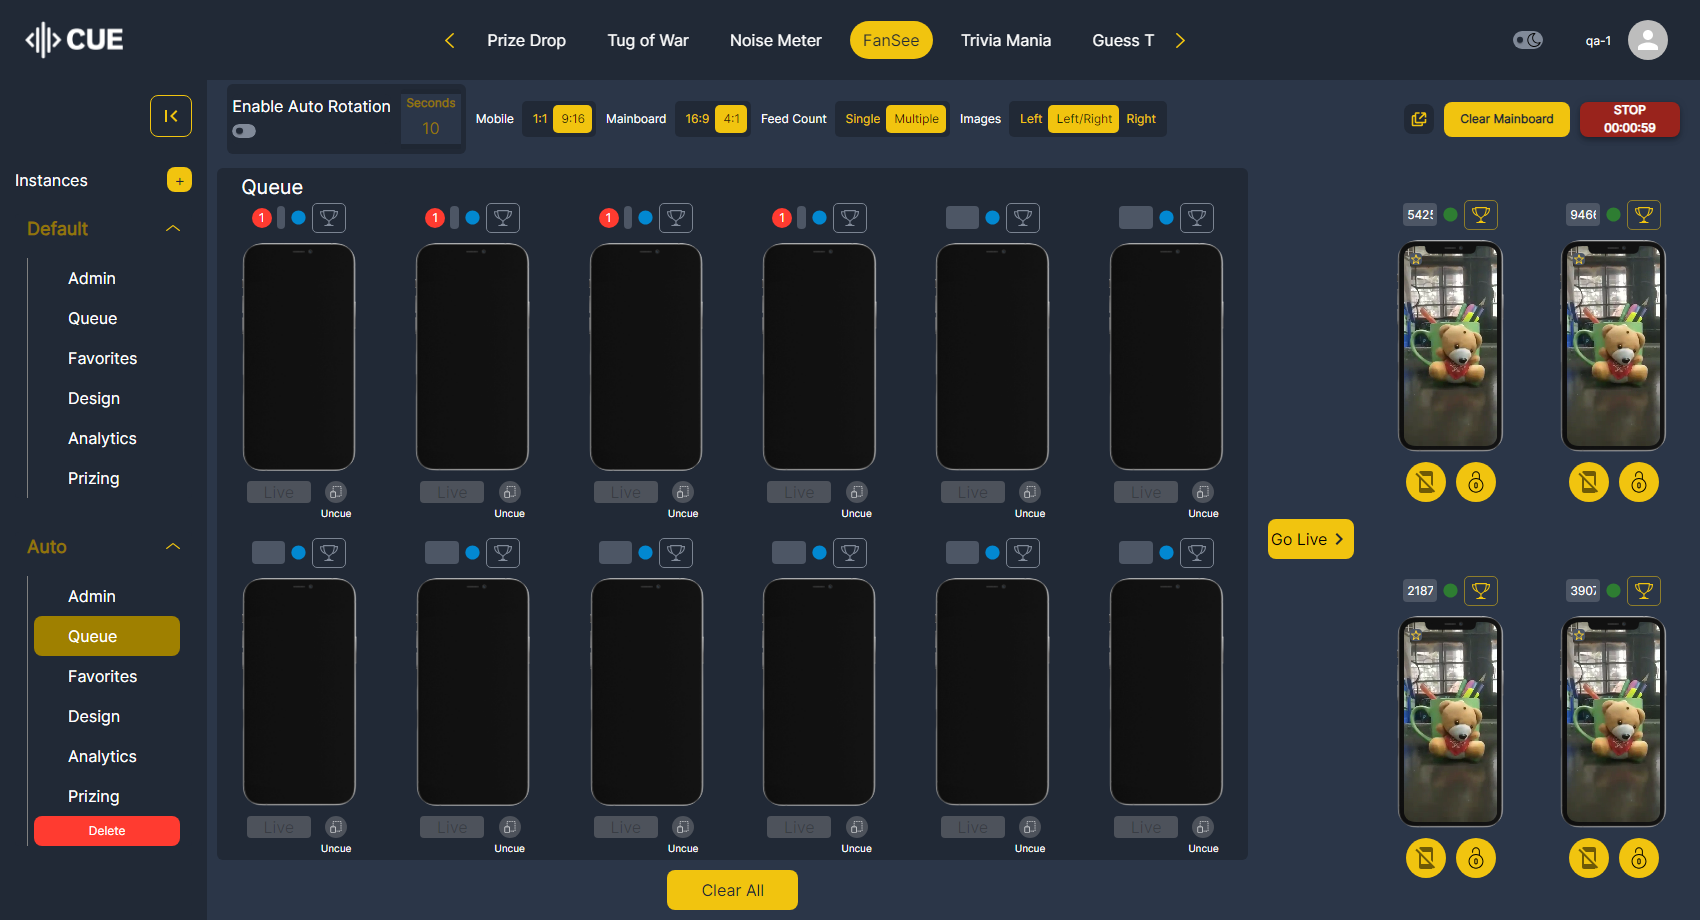 CUE
Prize Drop
Tug of War
Noise Meter
FanSee
Trivia Mania
Guess T
qa-1
Enable Auto Rotation
Seconds
10
Mobile
1:1
9:16
Mainboard
16:9
4:1
Feed Count
Single
Multiple
Images
Left
Left/Right
Right
Clear Mainboard
STOP
00:00:59
Instances
+
Default
Admin
Queue
Favorites
Design
Analytics
Prizing
Auto
Admin
Queue
Favorites
Design
Analytics
Prizing
Delete
Queue
1
1
1
1
Live
Live
Live
Live
Live
Live
Uncue
Uncue
Uncue
Uncue
Uncue
Uncue
Live
Live
Live
Live
Live
Live
Uncue
Uncue
Uncue
Uncue
Uncue
Uncue
Clear All
Go Live
5425
9466
2187
3907